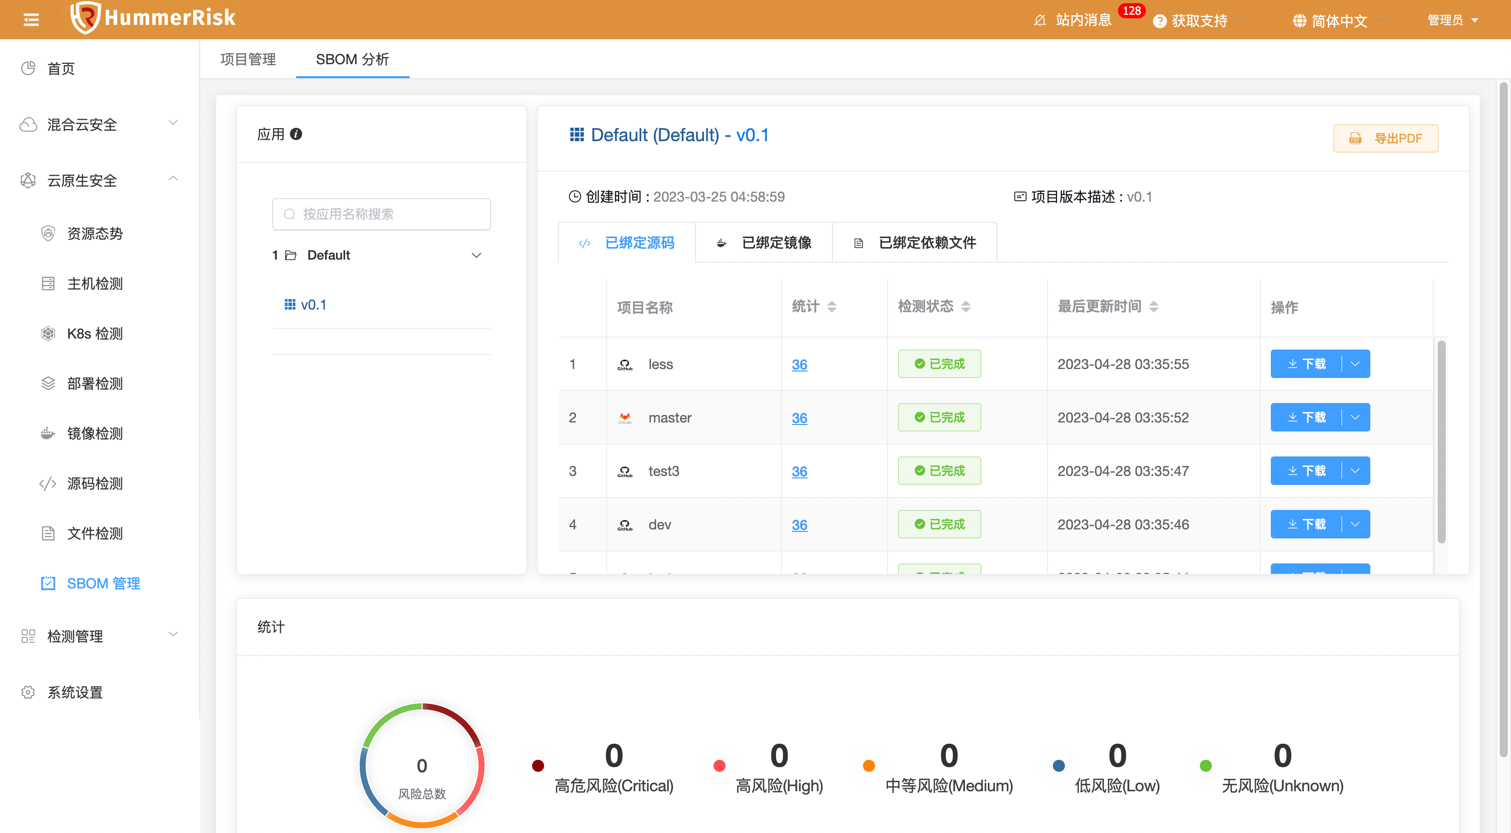 HummerRisk
站内消息 128 获取支持 简体中文 管理员
首页
混合云安全
云原生安全
资源态势
主机检测
K8s 检测
部署检测
镜像检测
源码检测
文件检测
SBOM 管理
检测管理
系统设置
项目管理 SBOM 分析
应用
按应用名称搜索
1 Default
v0.1
Default (Default) - v0.1
导出PDF
创建时间 : 2023-03-25 04:58:59 项目版本描述 : v0.1
已绑定源码 已绑定镜像 已绑定依赖文件
项目名称 统计 检测状态 最后更新时间 操作
1 less 36 已完成 2023-04-28 03:35:55 下载
2 master 36 已完成 2023-04-28 03:35:52 下载
3 test3 36 已完成 2023-04-28 03:35:47 下载
4 dev 36 已完成 2023-04-28 03:35:46 下载
统计
0
风险总数
0
高危风险(Critical)
0
高风险(High)
0
中等风险(Medium)
0
低风险(Low)
0
无风险(Unknown)